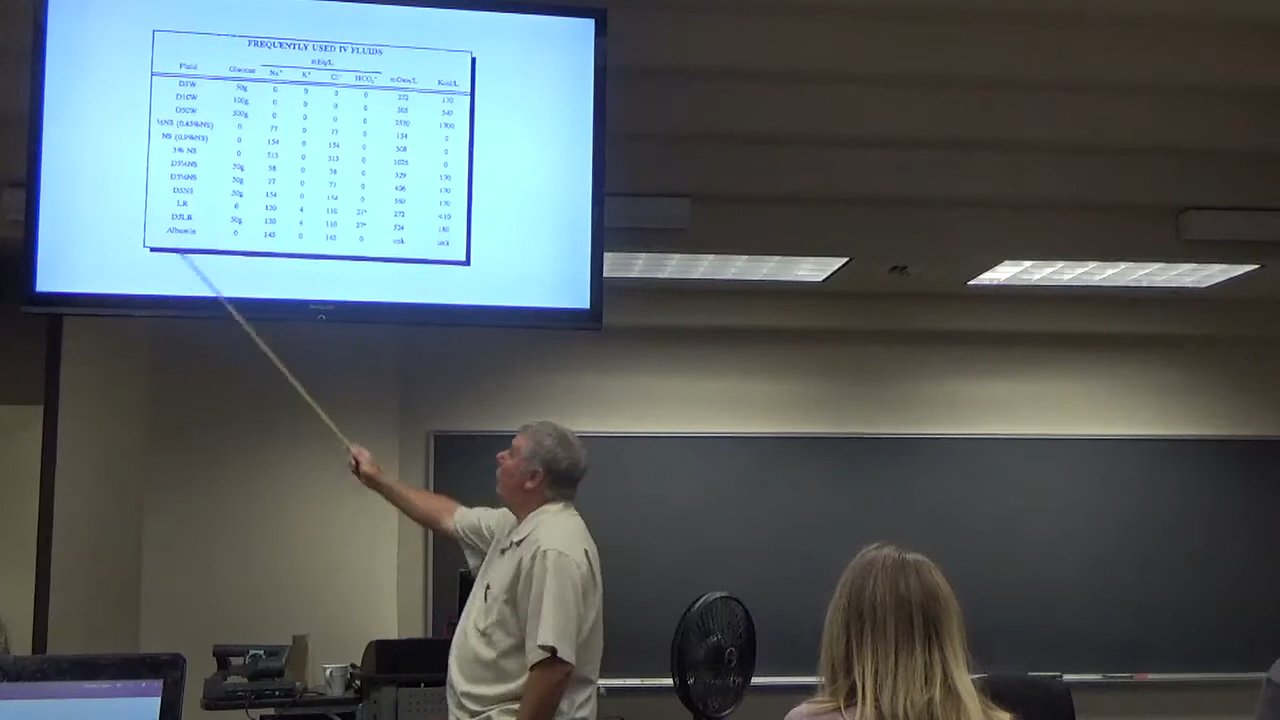 FREQUENTLY USED IV FLUIDS
mEq/L
Fluid Glucose Na⁺ K⁺ Cl⁻ HCO₃⁻ mOsm/L Kcal/L
D5W 50g 0 0 0 0 252 170
D10W 100g 0 0 0 0 505 340
D50W 500g 0 0 0 0 2530 1700
½NS (0.45%NS) 0 77 0 77 0 154 0
NS (0.9%NS) 0 154 0 154 0 308 0
3% NS 0 513 0 513 0 1026 0
D5¼NS 50g 38 0 38 0 329 170
D5½NS 50g 77 0 77 0 406 170
D5NS 50g 154 0 154 0 560 170
LR 0 130 4 110 27* 272 <10
D5LR 50g 130 4 110 27* 524 180
Albumin 0 145 0 145 0 unk unk